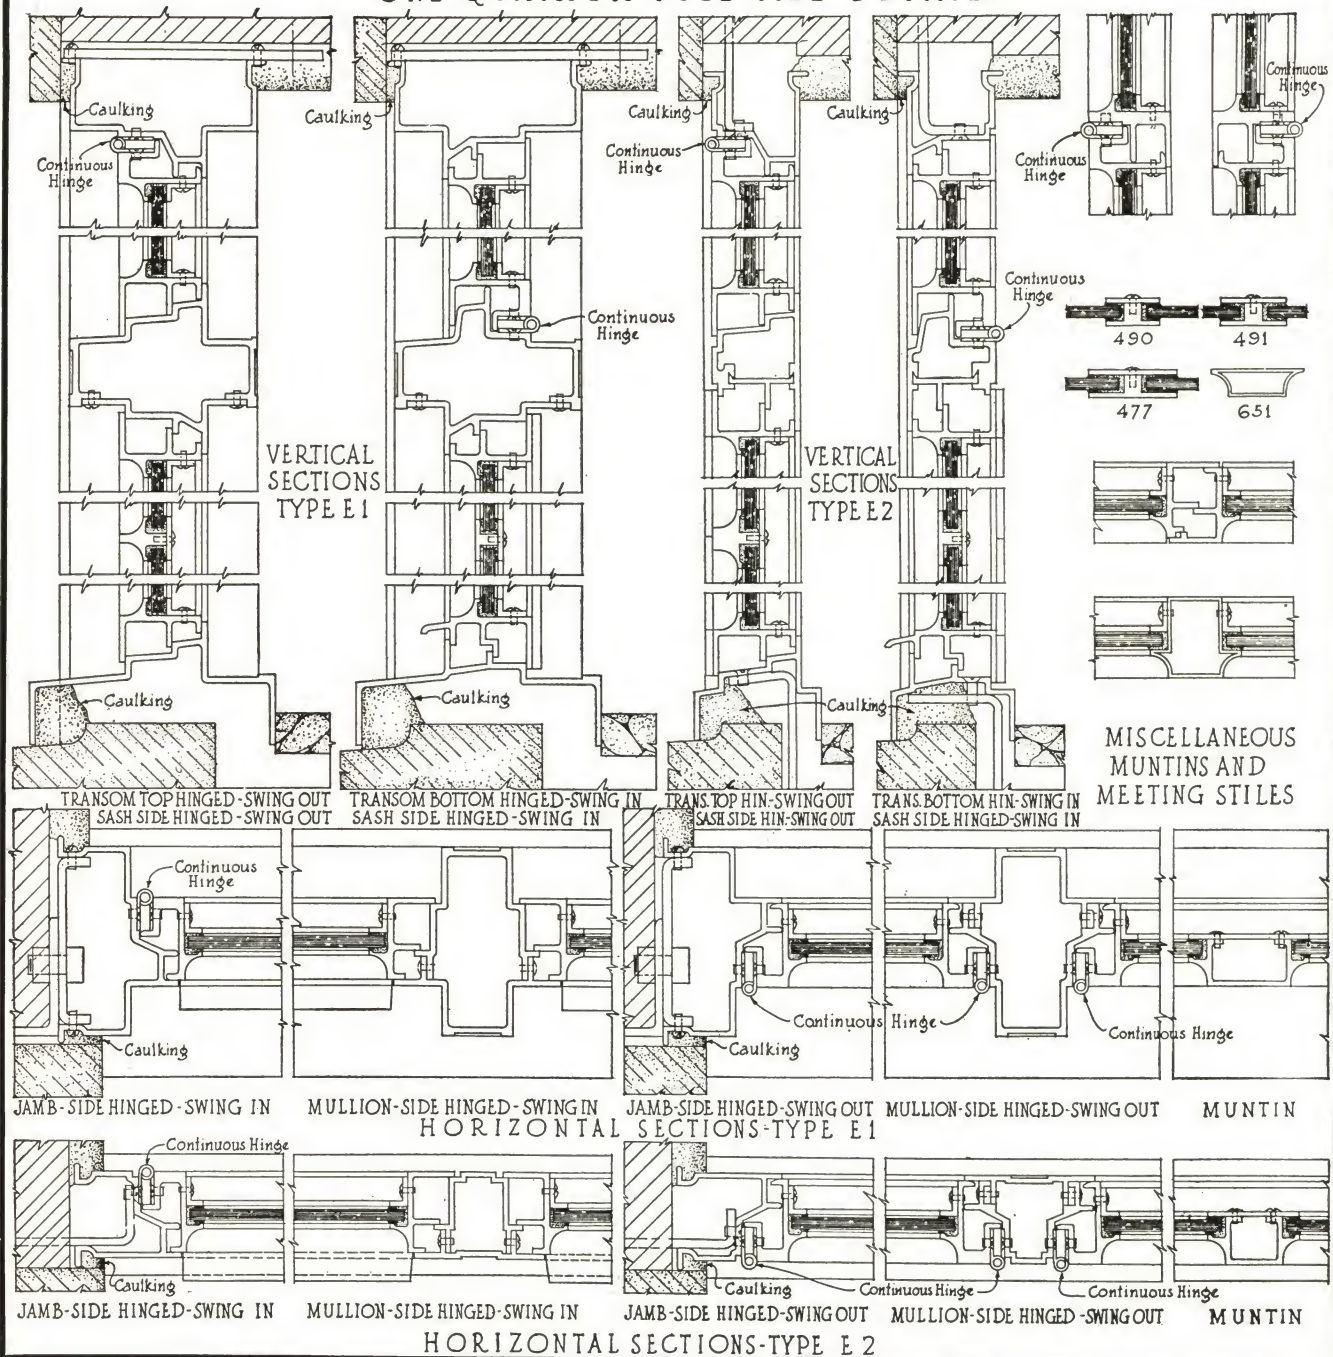 Caulking
Continuous
Hinge
Caulking
Continuous
Hinge
Caulking
Continuous
Hinge
Caulking
Continuous
Hinge
Continuous
Hinge
Continuous
Hinge
490
491
477
651
VERTICAL
SECTIONS
TYPE E1
VERTICAL
SECTIONS
TYPE E2
Caulking
Caulking
Caulking
MISCELLANEOUS
MUNTINS AND
MEETING STILES
TRANSOM TOP HINGED-SWING OUT
SASH SIDE HINGED-SWING OUT
TRANSOM BOTTOM HINGED-SWING IN
SASH SIDE HINGED-SWING IN
TRANS. TOP HIN-SWING OUT
SASH SIDE HIN-SWING OUT
TRANS. BOTTOM HIN-SWING IN
SASH SIDE HINGED-SWING IN
Continuous
Hinge
Caulking
Continuous Hinge
Continuous Hinge
Caulking
JAMB-SIDE HINGED-SWING IN
MULLION-SIDE HINGED-SWING IN
JAMB-SIDE HINGED-SWING OUT
MULLION-SIDE HINGED-SWING OUT
MUNTIN
HORIZONTAL SECTIONS-TYPE E1
Continuous Hinge
Caulking
Caulking
Continuous Hinge
Continuous Hinge
JAMB-SIDE HINGED-SWING IN
MULLION-SIDE HINGED-SWING IN
JAMB-SIDE HINGED-SWING OUT
MULLION-SIDE HINGED-SWING OUT
MUNTIN
HORIZONTAL SECTIONS-TYPE E2